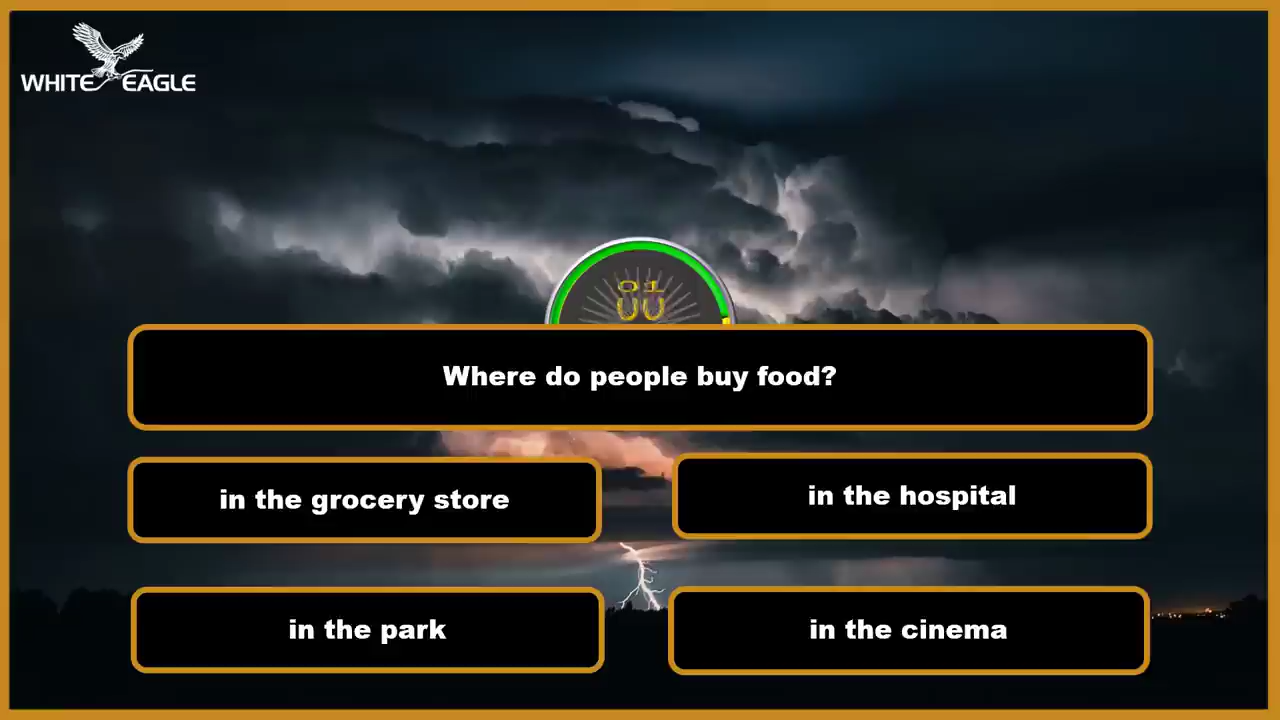 WHITE EAGLE
Where do people buy food?
in the grocery store
in the hospital
in the park
in the cinema